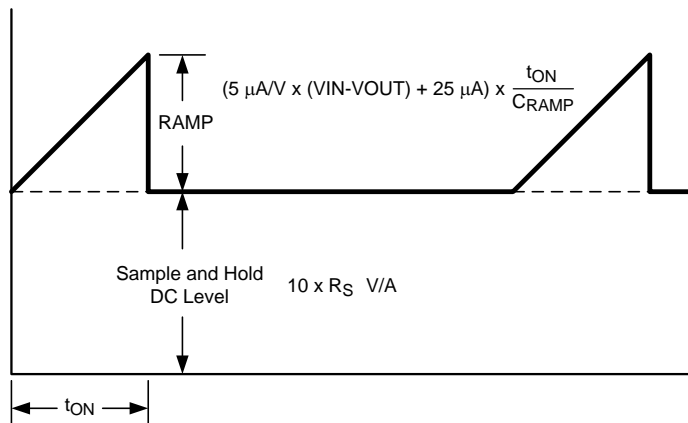 (5 μA/V x (VIN-VOUT) + 25 μA) x tON
CRAMP
RAMP
Sample and Hold
DC Level
10 x RS V/A
tON